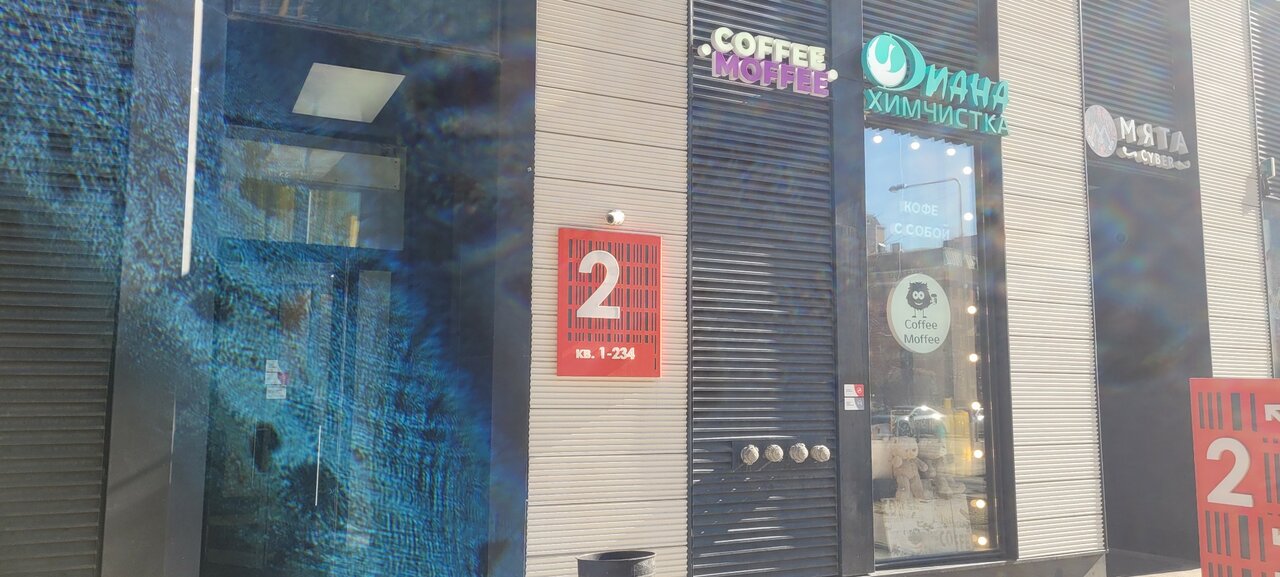 COFFEE
MOFFEE
ДИАНА
ХИМЧИСТКА
МЯТА
CYBER
КОФЕ
С СОБОЙ
Coffee
Moffee
2
кв. 1-234
2